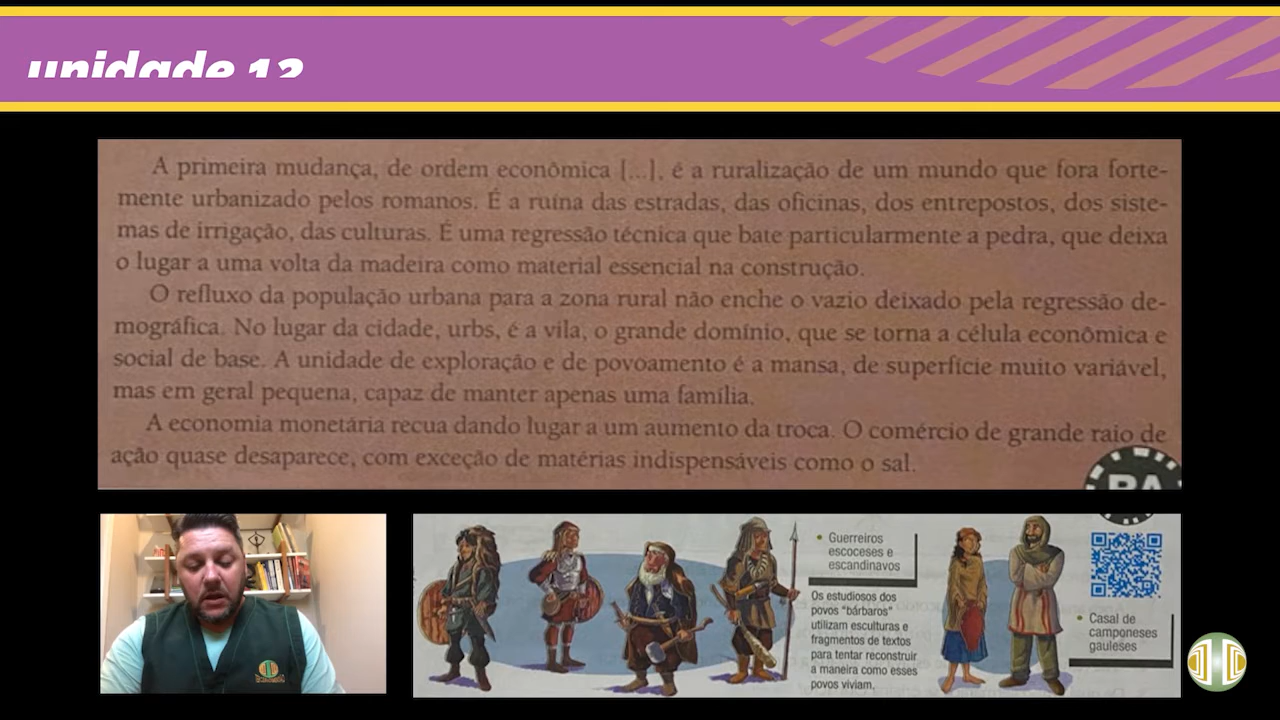 unidade 12
A primeira mudança, de ordem econômica [...], é a ruralização de um mundo que fora forte-
mente urbanizado pelos romanos. É a ruína das estradas, das oficinas, dos entrepostos, dos siste-
mas de irrigação, das culturas. É uma regressão técnica que bate particularmente a pedra, que deixa
o lugar a uma volta da madeira como material essencial na construção.
O refluxo da população urbana para a zona rural não enche o vazio deixado pela regressão de-
mográfica. No lugar da cidade, urbs, é a vila, o grande domínio, que se torna a célula econômica e
social de base. A unidade de exploração e de povoamento é a mansa, de superfície muito variável,
mas em geral pequena, capaz de manter apenas uma família.
A economia monetária recua dando lugar a um aumento da troca. O comércio de grande raio de
ação quase desaparece, com exceção de matérias indispensáveis como o sal.
• Guerreiros
escoceses e
escandinavos
Os estudiosos dos
povos "bárbaros"
utilizam esculturas e
fragmentos de textos
para tentar reconstruir
a maneira como esses
povos viviam.
• Casal de
camponeses
gauleses